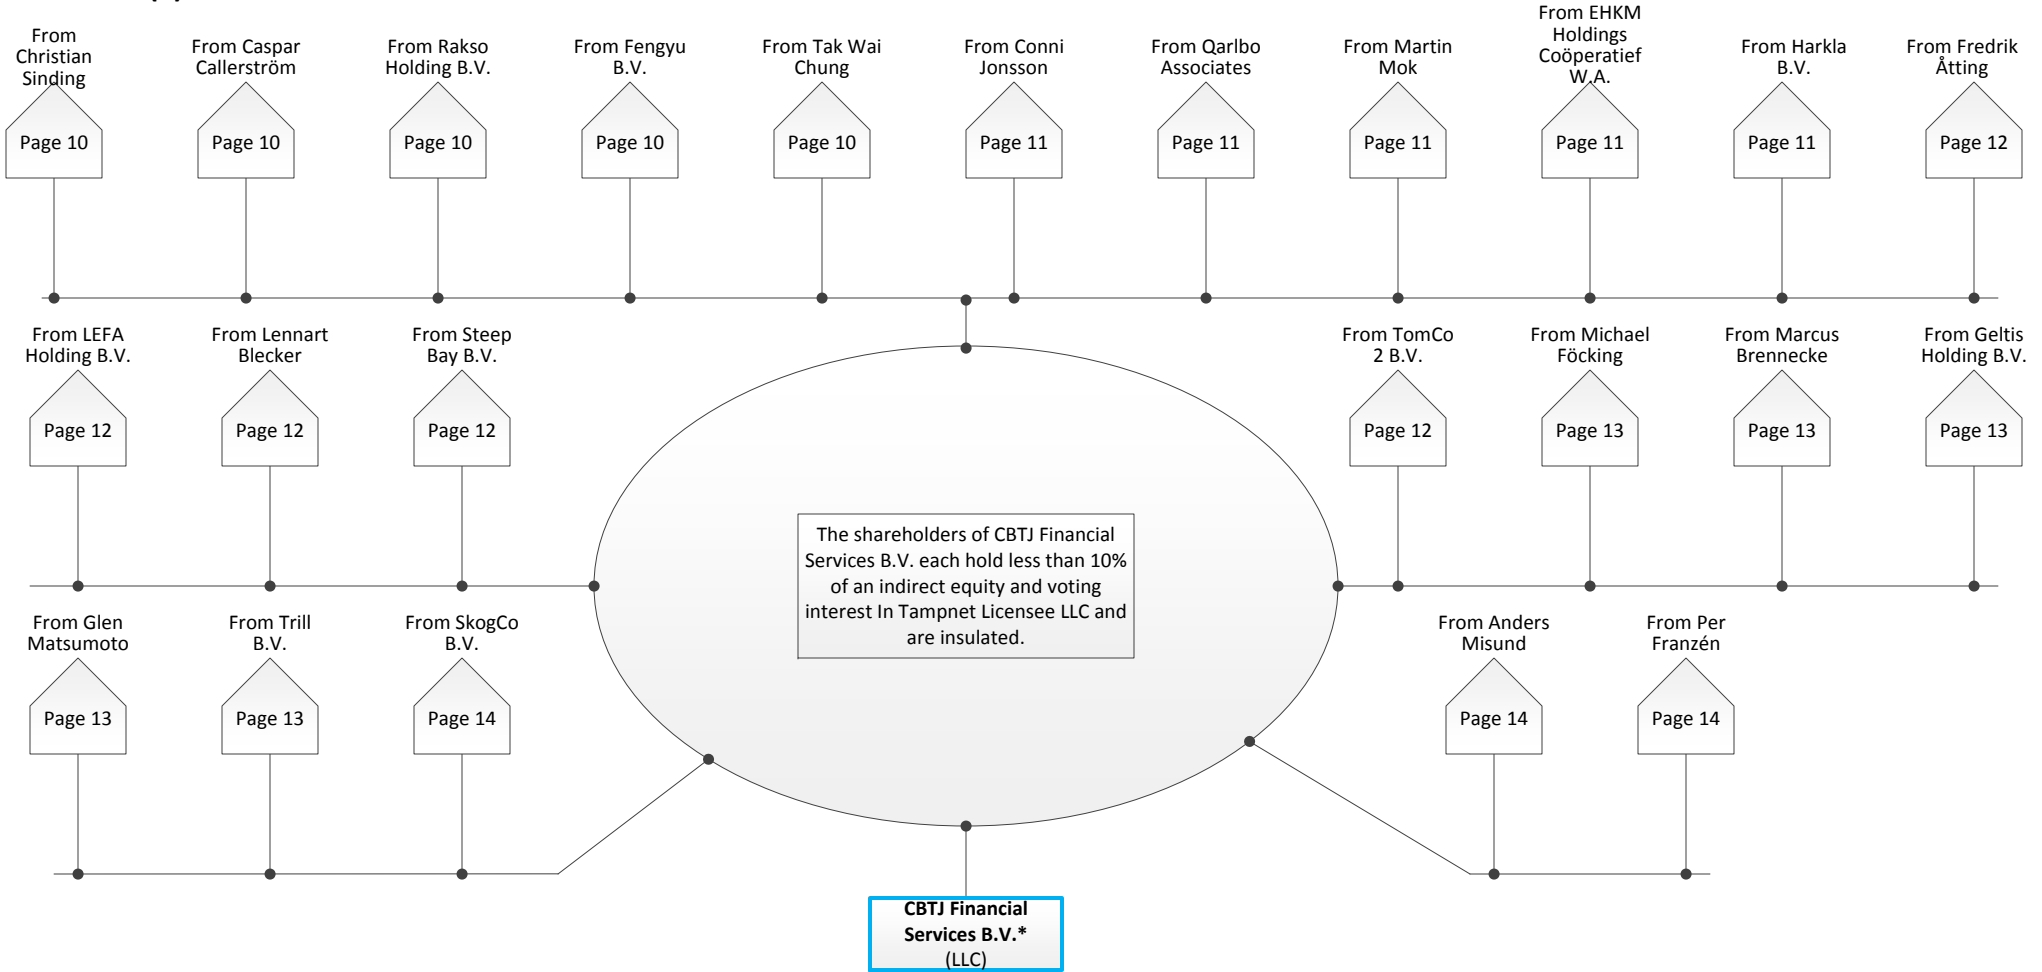 From
Christian
Sinding
From Caspar
Callerström
From Rakso
Holding B.V.
From Fengyu
B.V.
From Tak Wai
Chung
From Conni
Jonsson
From Qarlbo
Associates
From Martin
Mok
From EHKM
Holdings
Coöperatief
W.A.
From Harkla
B.V.
From Fredrik
Åtting
Page 10
Page 10
Page 10
Page 10
Page 10
Page 11
Page 11
Page 11
Page 11
Page 11
Page 12
From LEFA
Holding B.V.
From Lennart
Blecker
From Steep
Bay B.V.
From TomCo
2 B.V.
From Michael
Föcking
From Marcus
Brennecke
From Geltis
Holding B.V.
Page 12
Page 12
Page 12
Page 12
Page 13
Page 13
Page 13
The shareholders of CBTJ Financial
Services B.V. each hold less than 10%
of an indirect equity and voting
interest In Tampnet Licensee LLC and
are insulated.
From Glen
Matsumoto
From Trill
B.V.
From SkogCo
B.V.
From Anders
Misund
From Per
Franzén
Page 13
Page 13
Page 14
Page 14
Page 14
CBTJ Financial
Services B.V.*
(LLC)